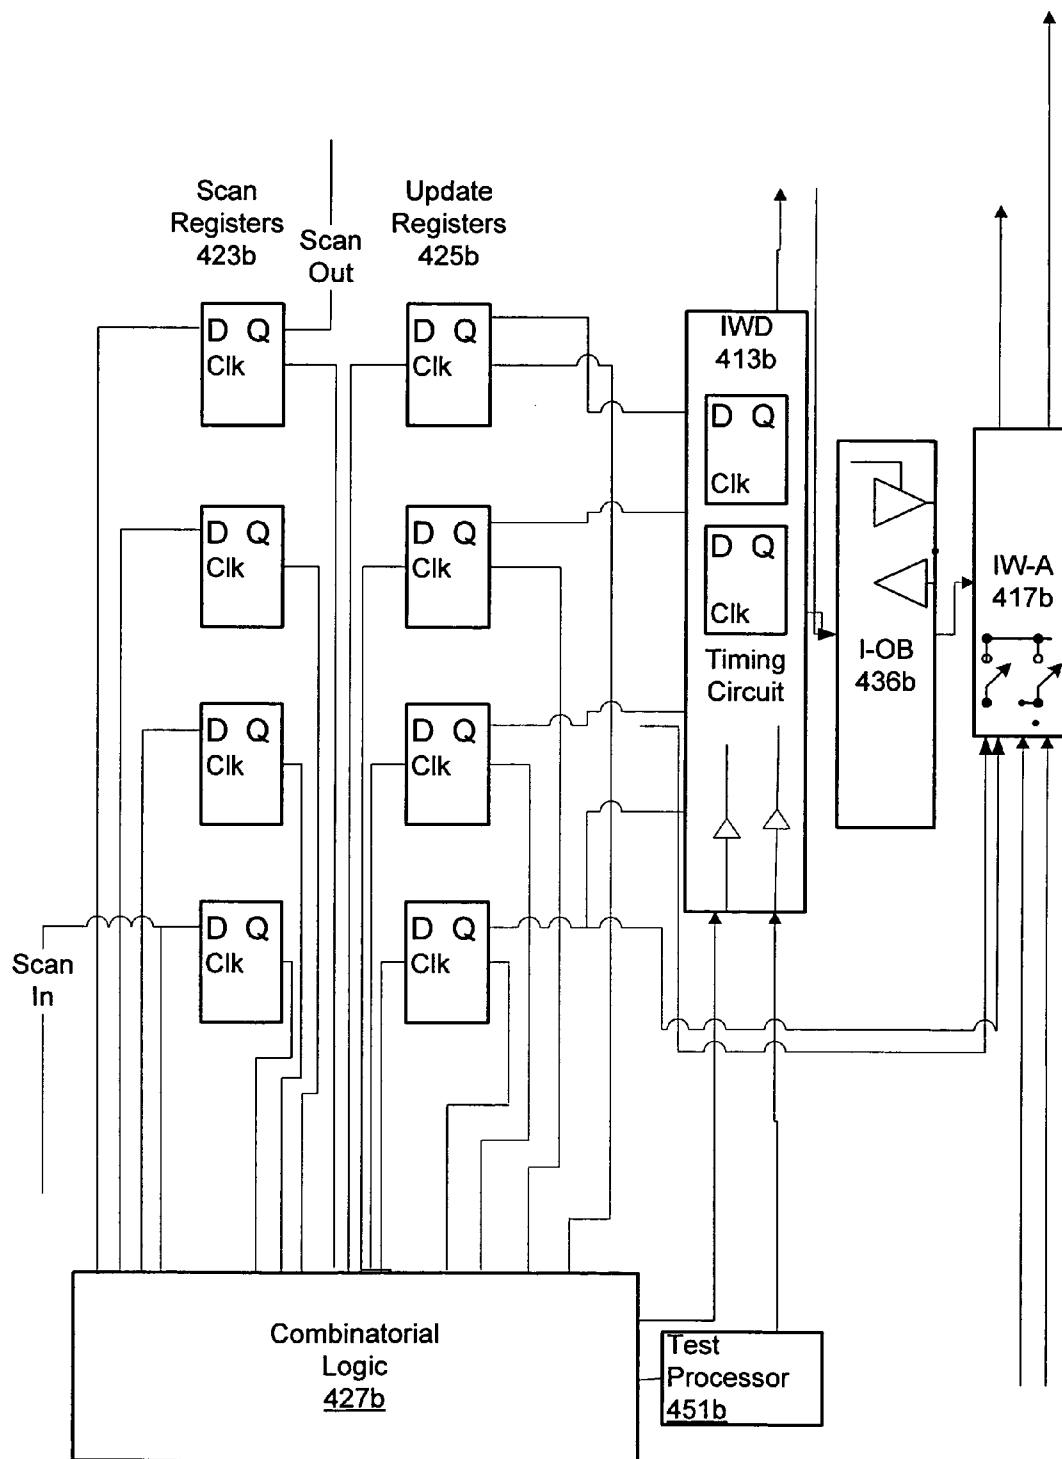 Scan
Registers
423b
Scan
Out
Update
Registers
425b
D Q
Clk
D Q
Clk
D Q
Clk
D Q
Clk
D Q
Clk
D Q
Clk
D Q
Clk
D Q
Clk
Scan
In
IWD
413b
D Q
Clk
D Q
Clk
Timing
Circuit
I-OB
436b
IW-A
417b
Combinatorial
Logic
427b
Test
Processor
451b